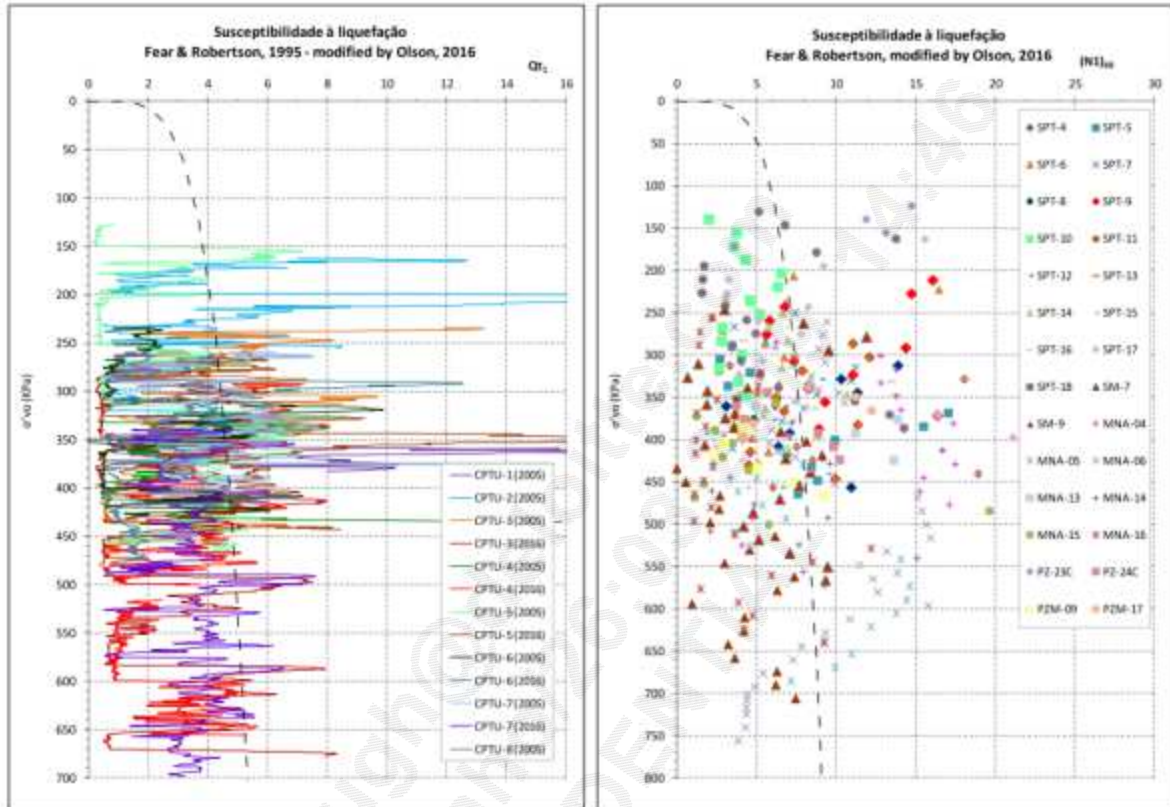 Susceptibilidade à liquefação
Fear & Robertson, 1995 - modified by Olson, 2016
Qt₁
0 2 4 6 8 10 12 14 16
0
50
100
150
200
250
300
350
400
450
500
550
600
650
700
σ'vo (KPa)
CPTU-1(2005)
CPTU-2(2005)
CPTU-3(2005)
CPTU-3(2016)
CPTU-4(2005)
CPTU-4(2016)
CPTU-5(2005)
CPTU-5(2016)
CPTU-6(2005)
CPTU-6(2016)
CPTU-7(2005)
CPTU-7(2016)
CPTU-8(2005)
Susceptibilidade à liquefação
Fear & Robertson, modified by Olson, 2016
(N1)₆₀
0 5 10 15 20 25 30
0
50
100
150
200
250
300
350
400
450
500
550
600
650
700
750
800
σ'vo (KPa)
SPT-4 SPT-5
SPT-6 SPT-7
SPT-8 SPT-9
SPT-10 SPT-11
SPT-12 SPT-13
SPT-14 SPT-15
SPT-16 SPT-17
SPT-18 SM-7
SM-9 MNA-04
MNA-05 MNA-06
MNA-13 MNA-14
MNA-15 MNA-16
PZ-23C PZ-24C
PZM-09 PZM-17